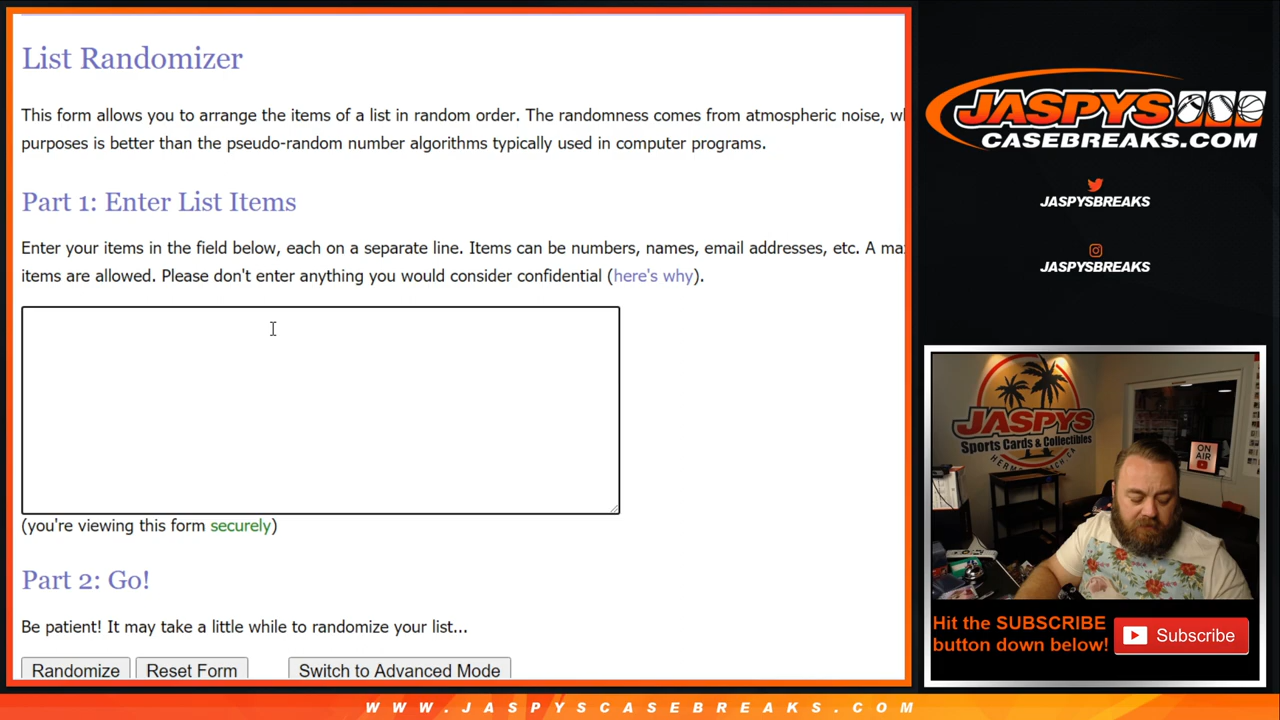 List Randomizer
This form allows you to arrange the items of a list in random order. The randomness comes from atmospheric noise,
purposes is better than the pseudo-random number algorithms typically used in computer programs.
Part 1: Enter List Items
Enter your items in the field below, each on a separate line. Items can be numbers, names, email addresses, etc. A
items are allowed. Please don't enter anything you would consider confidential (here's why).
(you're viewing this form securely)
Part 2: Go!
Be patient! It may take a little while to randomize your list...
Randomize
Reset Form
Switch to Advanced Mode
JASPYS
CASEBREAKS.COM
JASPYSBREAKS
JASPYSBREAKS
JASPYS
Sports Cards & Collectibles
ON
AIR
Hit the SUBSCRIBE
button down below!
Subscribe
WWW.JASPYSCASEBREAKS.COM